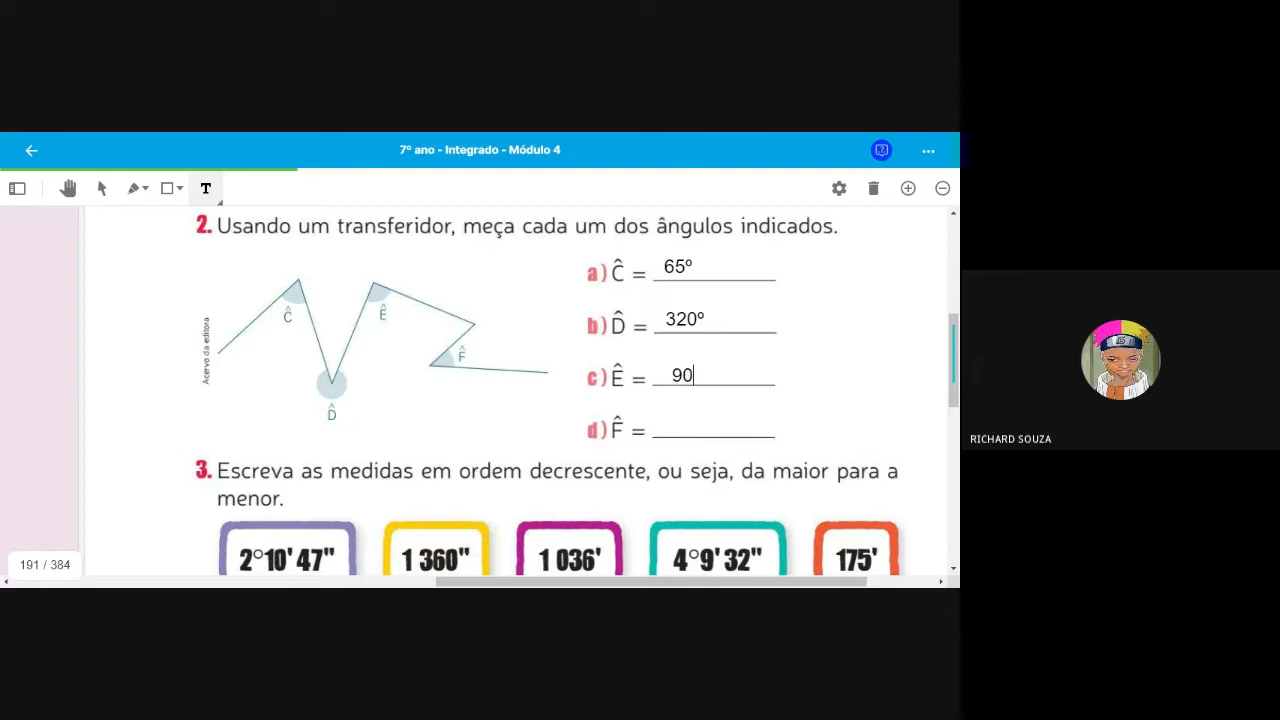 7º ano - Integrado - Módulo 4
T
2. Usando um transferidor, meça cada um dos ângulos indicados.
Acervo da editora
Ĉ
D̂
Ê
F̂
a) Ĉ = 65º
b) D̂ = 320º
c) Ê = 90
d) F̂ =
3. Escreva as medidas em ordem decrescente, ou seja, da maior para a
menor.
2°10' 47" 1 360" 1 036' 4°9' 32" 175'
191 / 384
RICHARD SOUZA